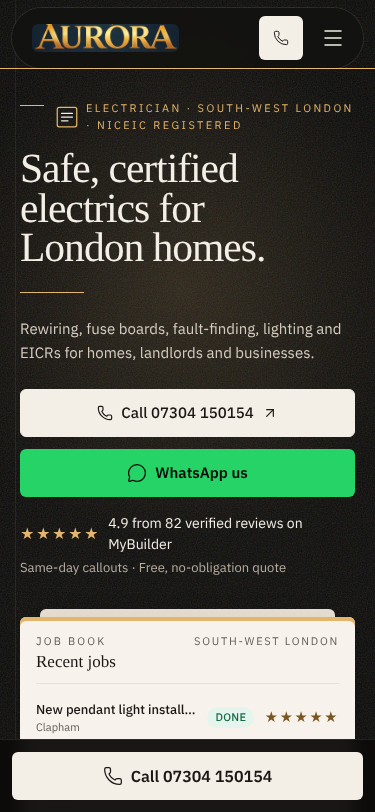 AURORA
ELECTRICIAN · SOUTH-WEST LONDON
· NICEIC REGISTERED
Safe, certified
electrics for
London homes.
Rewiring, fuse boards, fault-finding, lighting and
EICRs for homes, landlords and businesses.
Call 07304 150154
WhatsApp us
★★★★★ 4.9 from 82 verified reviews on
MyBuilder
Same-day callouts · Free, no-obligation quote
JOB BOOK SOUTH-WEST LONDON
Recent jobs
New pendant light install... DONE ★★★★★
Clapham
Call 07304 150154